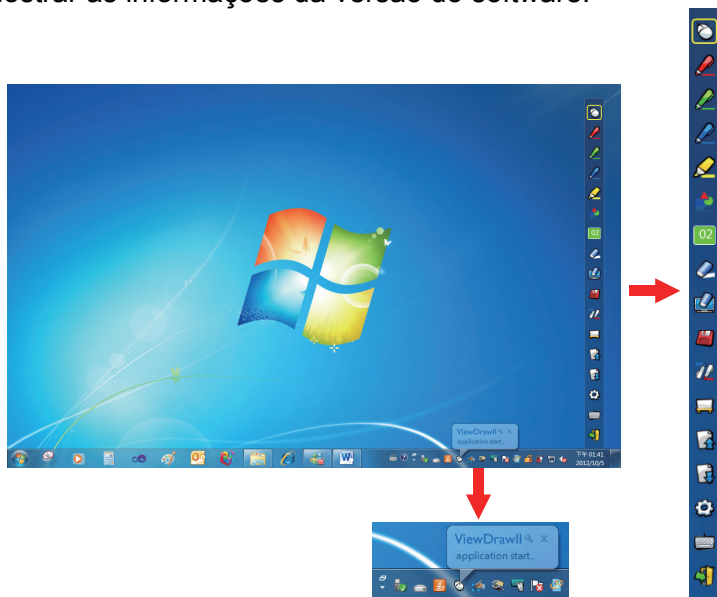 ostrar as informações da versão do software.
02
02
ViewDrawII
application start..
下午 01:41
2012/10/5
ViewDrawII
application start..